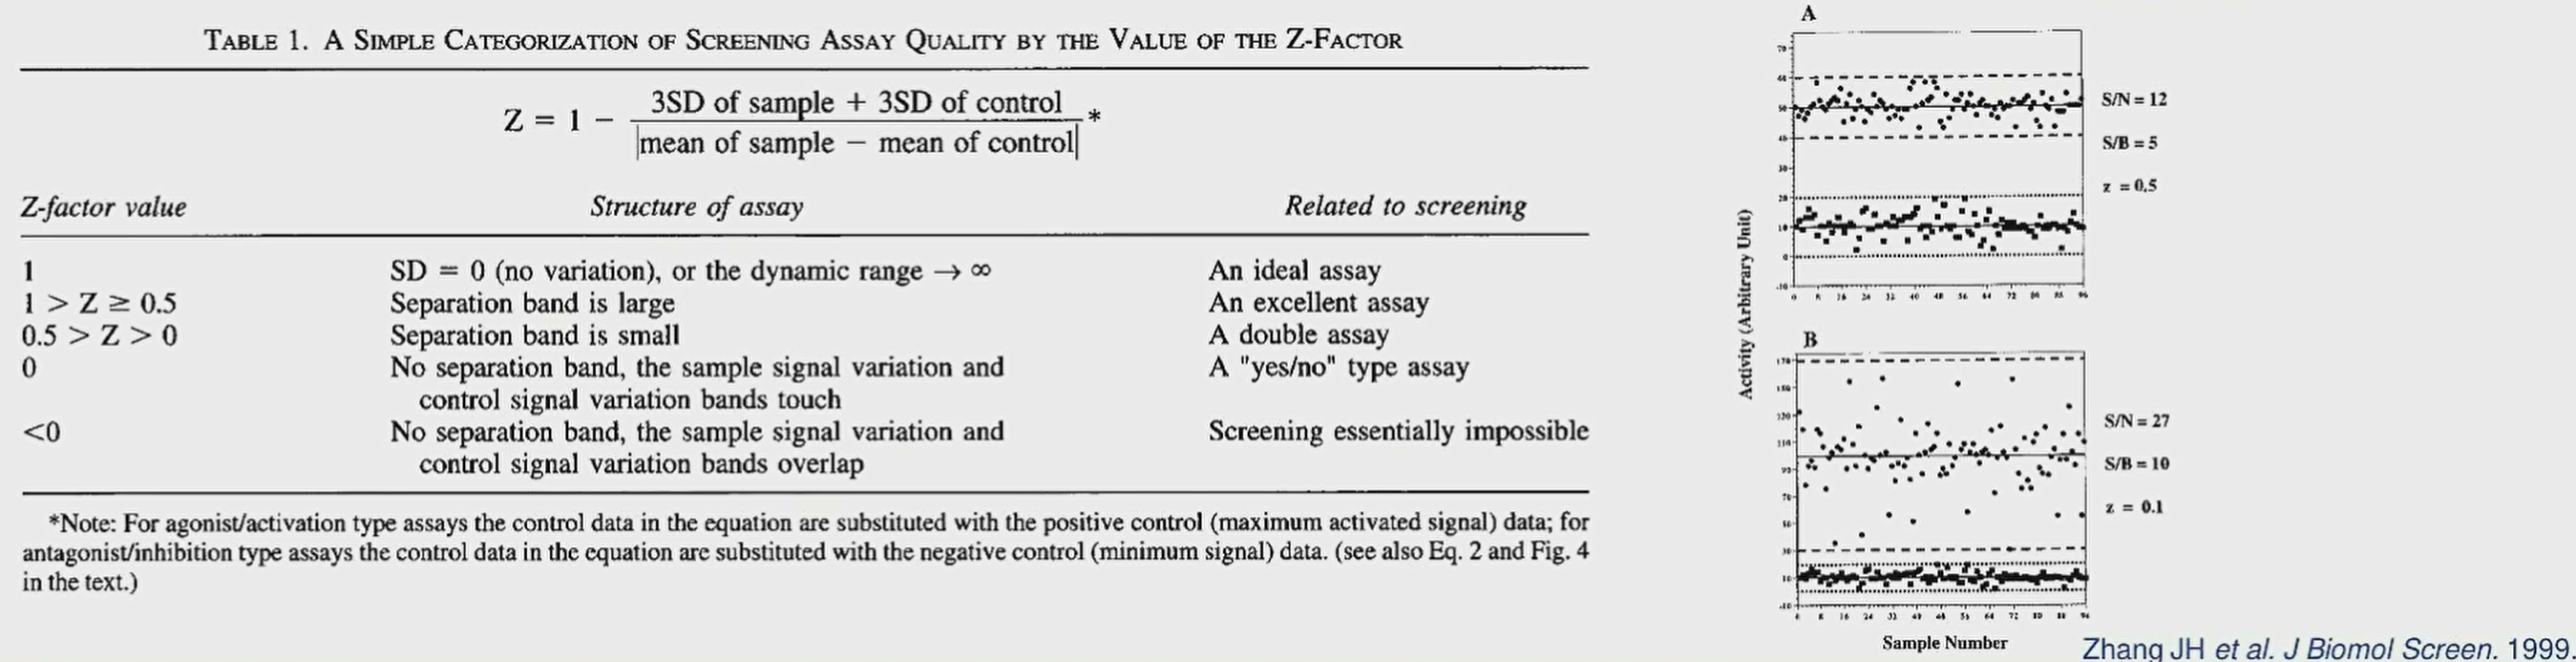 TABLE 1. A SIMPLE CATEGORIZATION OF SCREENING ASSAY QUALITY BY THE VALUE OF THE Z-FACTOR
Z = 1 − 3SD of sample + 3SD of control *
|mean of sample − mean of control|
Z-factor value Structure of assay Related to screening
1 SD = 0 (no variation), or the dynamic range → ∞ An ideal assay
1 > Z ≥ 0.5 Separation band is large An excellent assay
0.5 > Z > 0 Separation band is small A double assay
0 No separation band, the sample signal variation and A "yes/no" type assay
control signal variation bands touch
<0 No separation band, the sample signal variation and Screening essentially impossible
control signal variation bands overlap
*Note: For agonist/activation type assays the control data in the equation are substituted with the positive control (maximum activated signal) data; for
antagonist/inhibition type assays the control data in the equation are substituted with the negative control (minimum signal) data. (see also Eq. 2 and Fig. 4
in the text.)
A
S/N = 12
S/B = 5
z = 0.5
Activity (Arbitrary Unit)
B
S/N = 27
S/B = 10
z = 0.1
Sample Number
Zhang JH et al. J Biomol Screen. 1999.